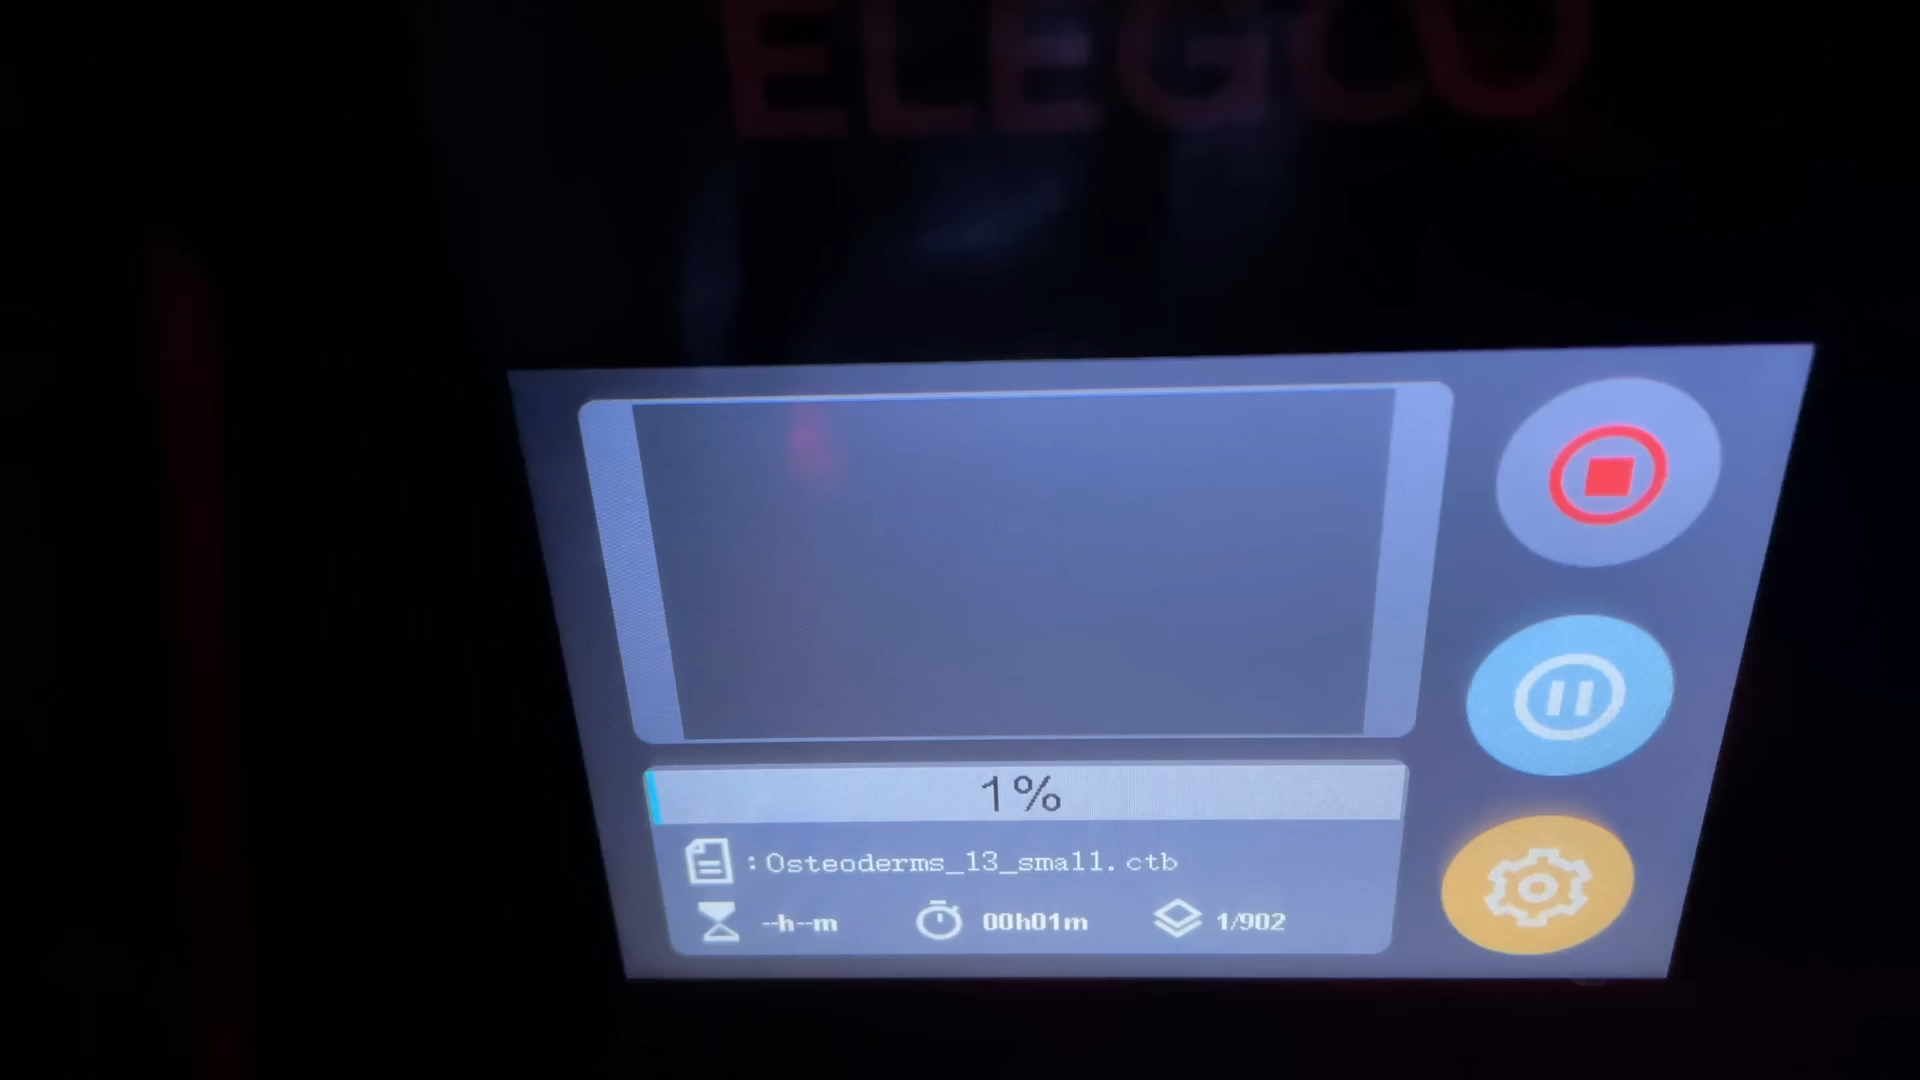 ELEGOO
1%
:Osteoderms_13_small.ctb
--h--m 00h01m 1/902